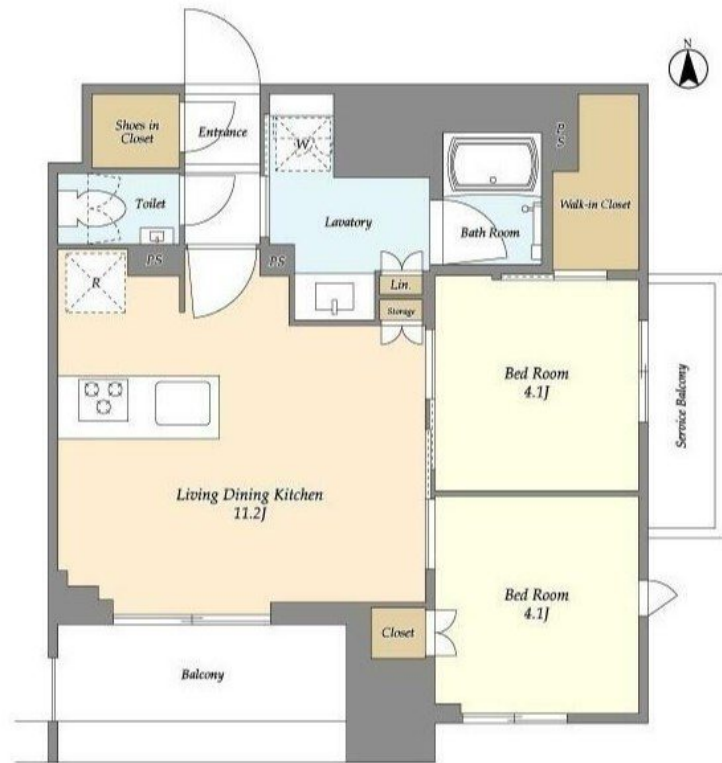 N
Shoes in
Closet
Entrance
W
P.S
Toilet
Lavatory
Bath Room
Walk-in Closet
PS
PS
R
Lin.
Storage
Bed Room
4.1J
Service Balcony
Living Dining Kitchen
11.2J
Bed Room
4.1J
Closet
Balcony